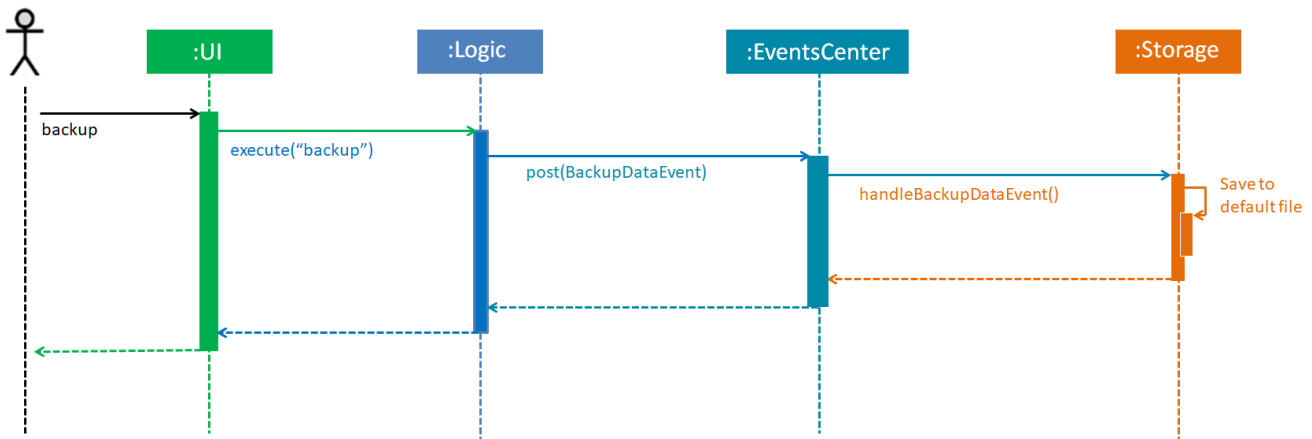 :UI
:Logic
:EventsCenter
:Storage
backup
execute(“backup”)
post(BackupDataEvent)
handleBackupDataEvent()
Save to
default file